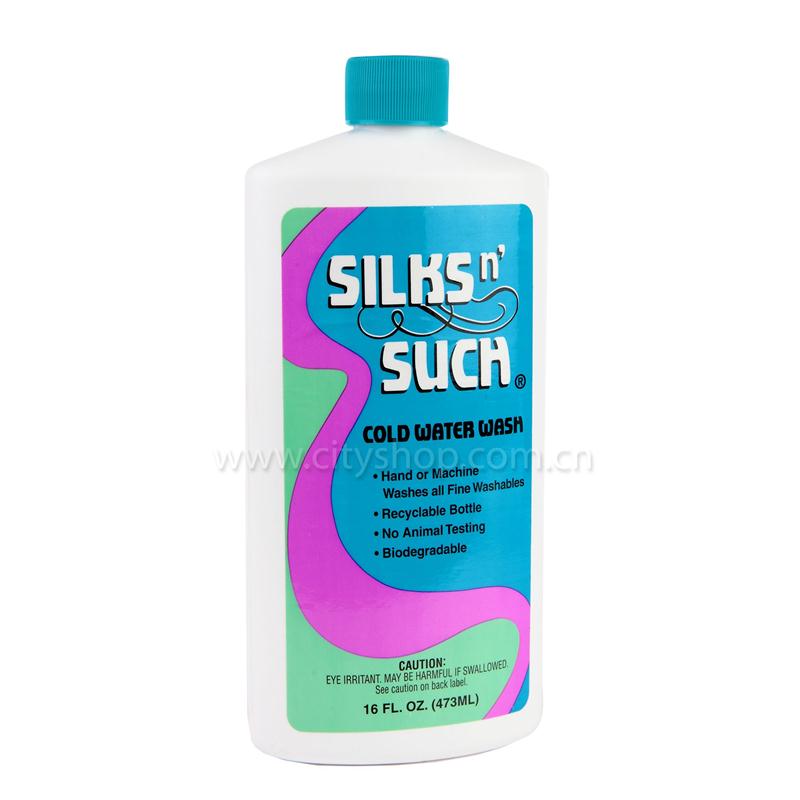 SILKS n'
SUCH®
COLD WATER WASH
www.cityshop.com.cn
• Hand or Machine
Washes all Fine Washables
• Recyclable Bottle
• No Animal Testing
• Biodegradable
CAUTION:
EYE IRRITANT. MAY BE HARMFUL IF SWALLOWED.
See caution on back label.
16 FL. OZ. (473ML)